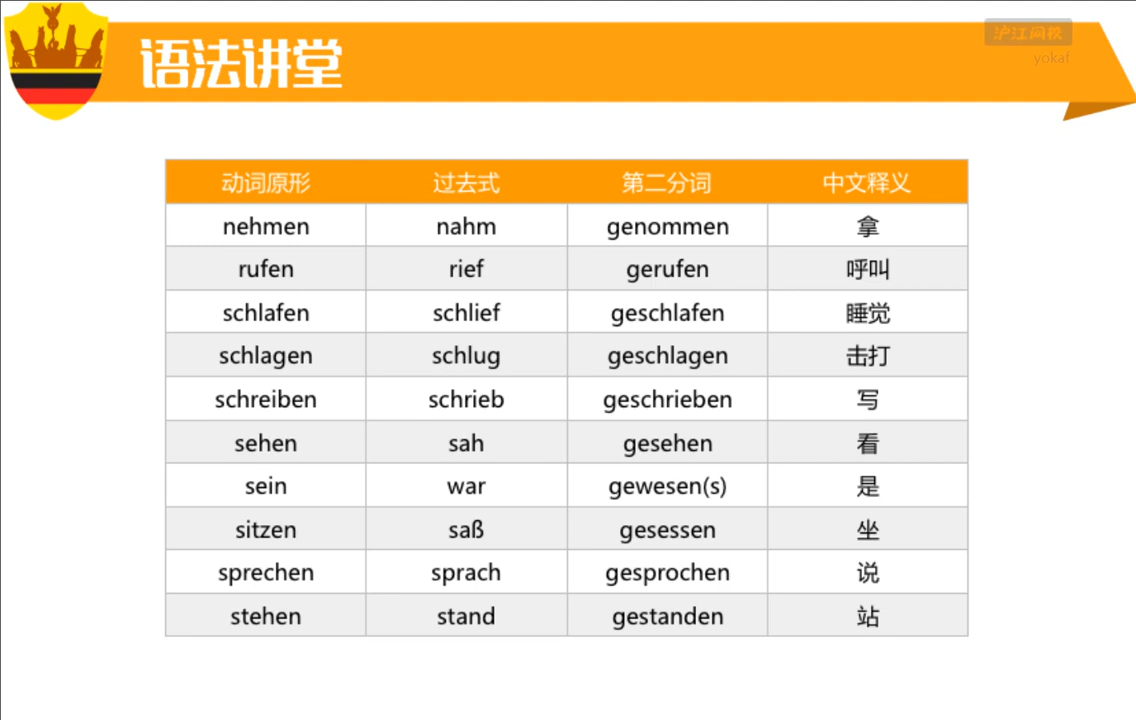 语法讲堂
沪江网校
yokat
动词原形 过去式 第二分词 中文释义
nehmen nahm genommen 拿
rufen rief gerufen 呼叫
schlafen schlief geschlafen 睡觉
schlagen schlug geschlagen 击打
schreiben schrieb geschrieben 写
sehen sah gesehen 看
sein war gewesen(s) 是
sitzen saß gesessen 坐
sprechen sprach gesprochen 说
stehen stand gestanden 站